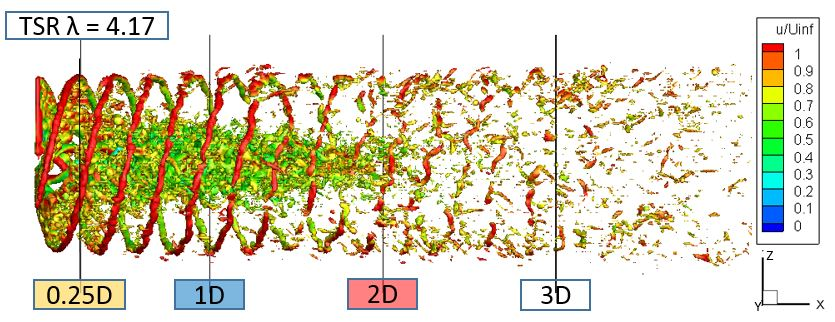 TSR λ = 4.17
u/Uinf
1
0.9
0.8
0.7
0.6
0.5
0.4
0.3
0.2
0.1
0
0.25D
1D
2D
3D
Z
Y
X